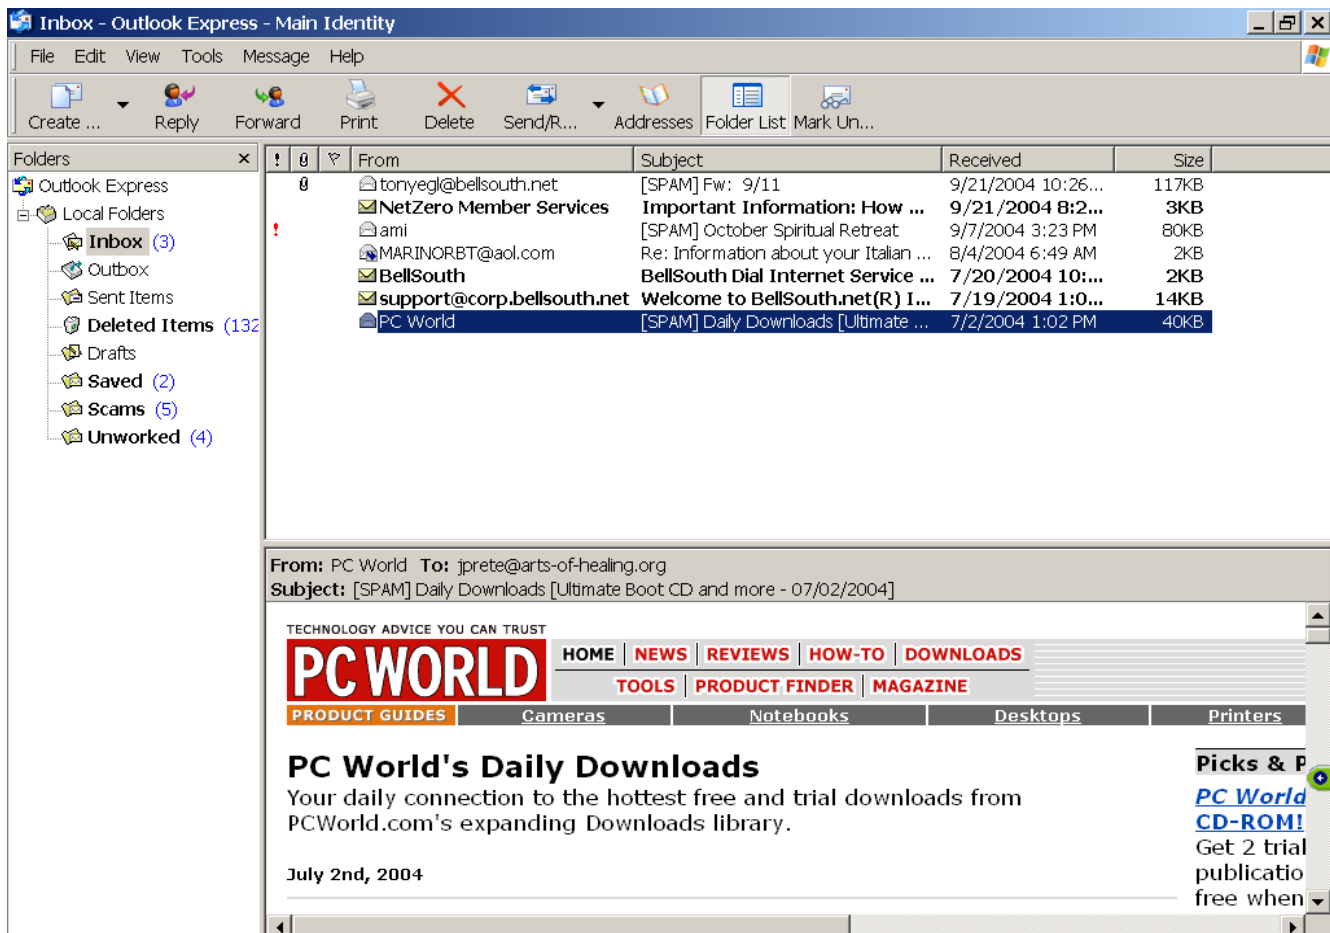 Inbox - Outlook Express - Main Identity
File Edit View Tools Message Help
Create ... Reply Forward Print Delete Send/R... Addresses Folder List Mark Un...
Folders
Outlook Express
Local Folders
Inbox (3)
Outbox
Sent Items
Deleted Items (132
Drafts
Saved (2)
Scams (5)
Unworked (4)
! From Subject Received Size
tonyegl@bellsouth.net [SPAM] Fw: 9/11 9/21/2004 10:26... 117KB
NetZero Member Services Important Information: How ... 9/21/2004 8:2... 3KB
! ami [SPAM] October Spiritual Retreat 9/7/2004 3:23 PM 80KB
MARINORBT@aol.com Re: Information about your Italian ... 8/4/2004 6:49 AM 2KB
BellSouth BellSouth Dial Internet Service ... 7/20/2004 10:... 2KB
support@corp.bellsouth.net Welcome to BellSouth.net(R) I... 7/19/2004 1:0... 14KB
PC World [SPAM] Daily Downloads [Ultimate ... 7/2/2004 1:02 PM 40KB
From: PC World To: jprete@arts-of-healing.org
Subject: [SPAM] Daily Downloads [Ultimate Boot CD and more - 07/02/2004]
TECHNOLOGY ADVICE YOU CAN TRUST
PC WORLD
HOME NEWS REVIEWS HOW-TO DOWNLOADS
TOOLS PRODUCT FINDER MAGAZINE
PRODUCT GUIDES Cameras Notebooks Desktops Printers
PC World's Daily Downloads
Your daily connection to the hottest free and trial downloads from
PCWorld.com's expanding Downloads library.
July 2nd, 2004
Picks & P
PC World
CD-ROM!
Get 2 trial
publicatio
free when